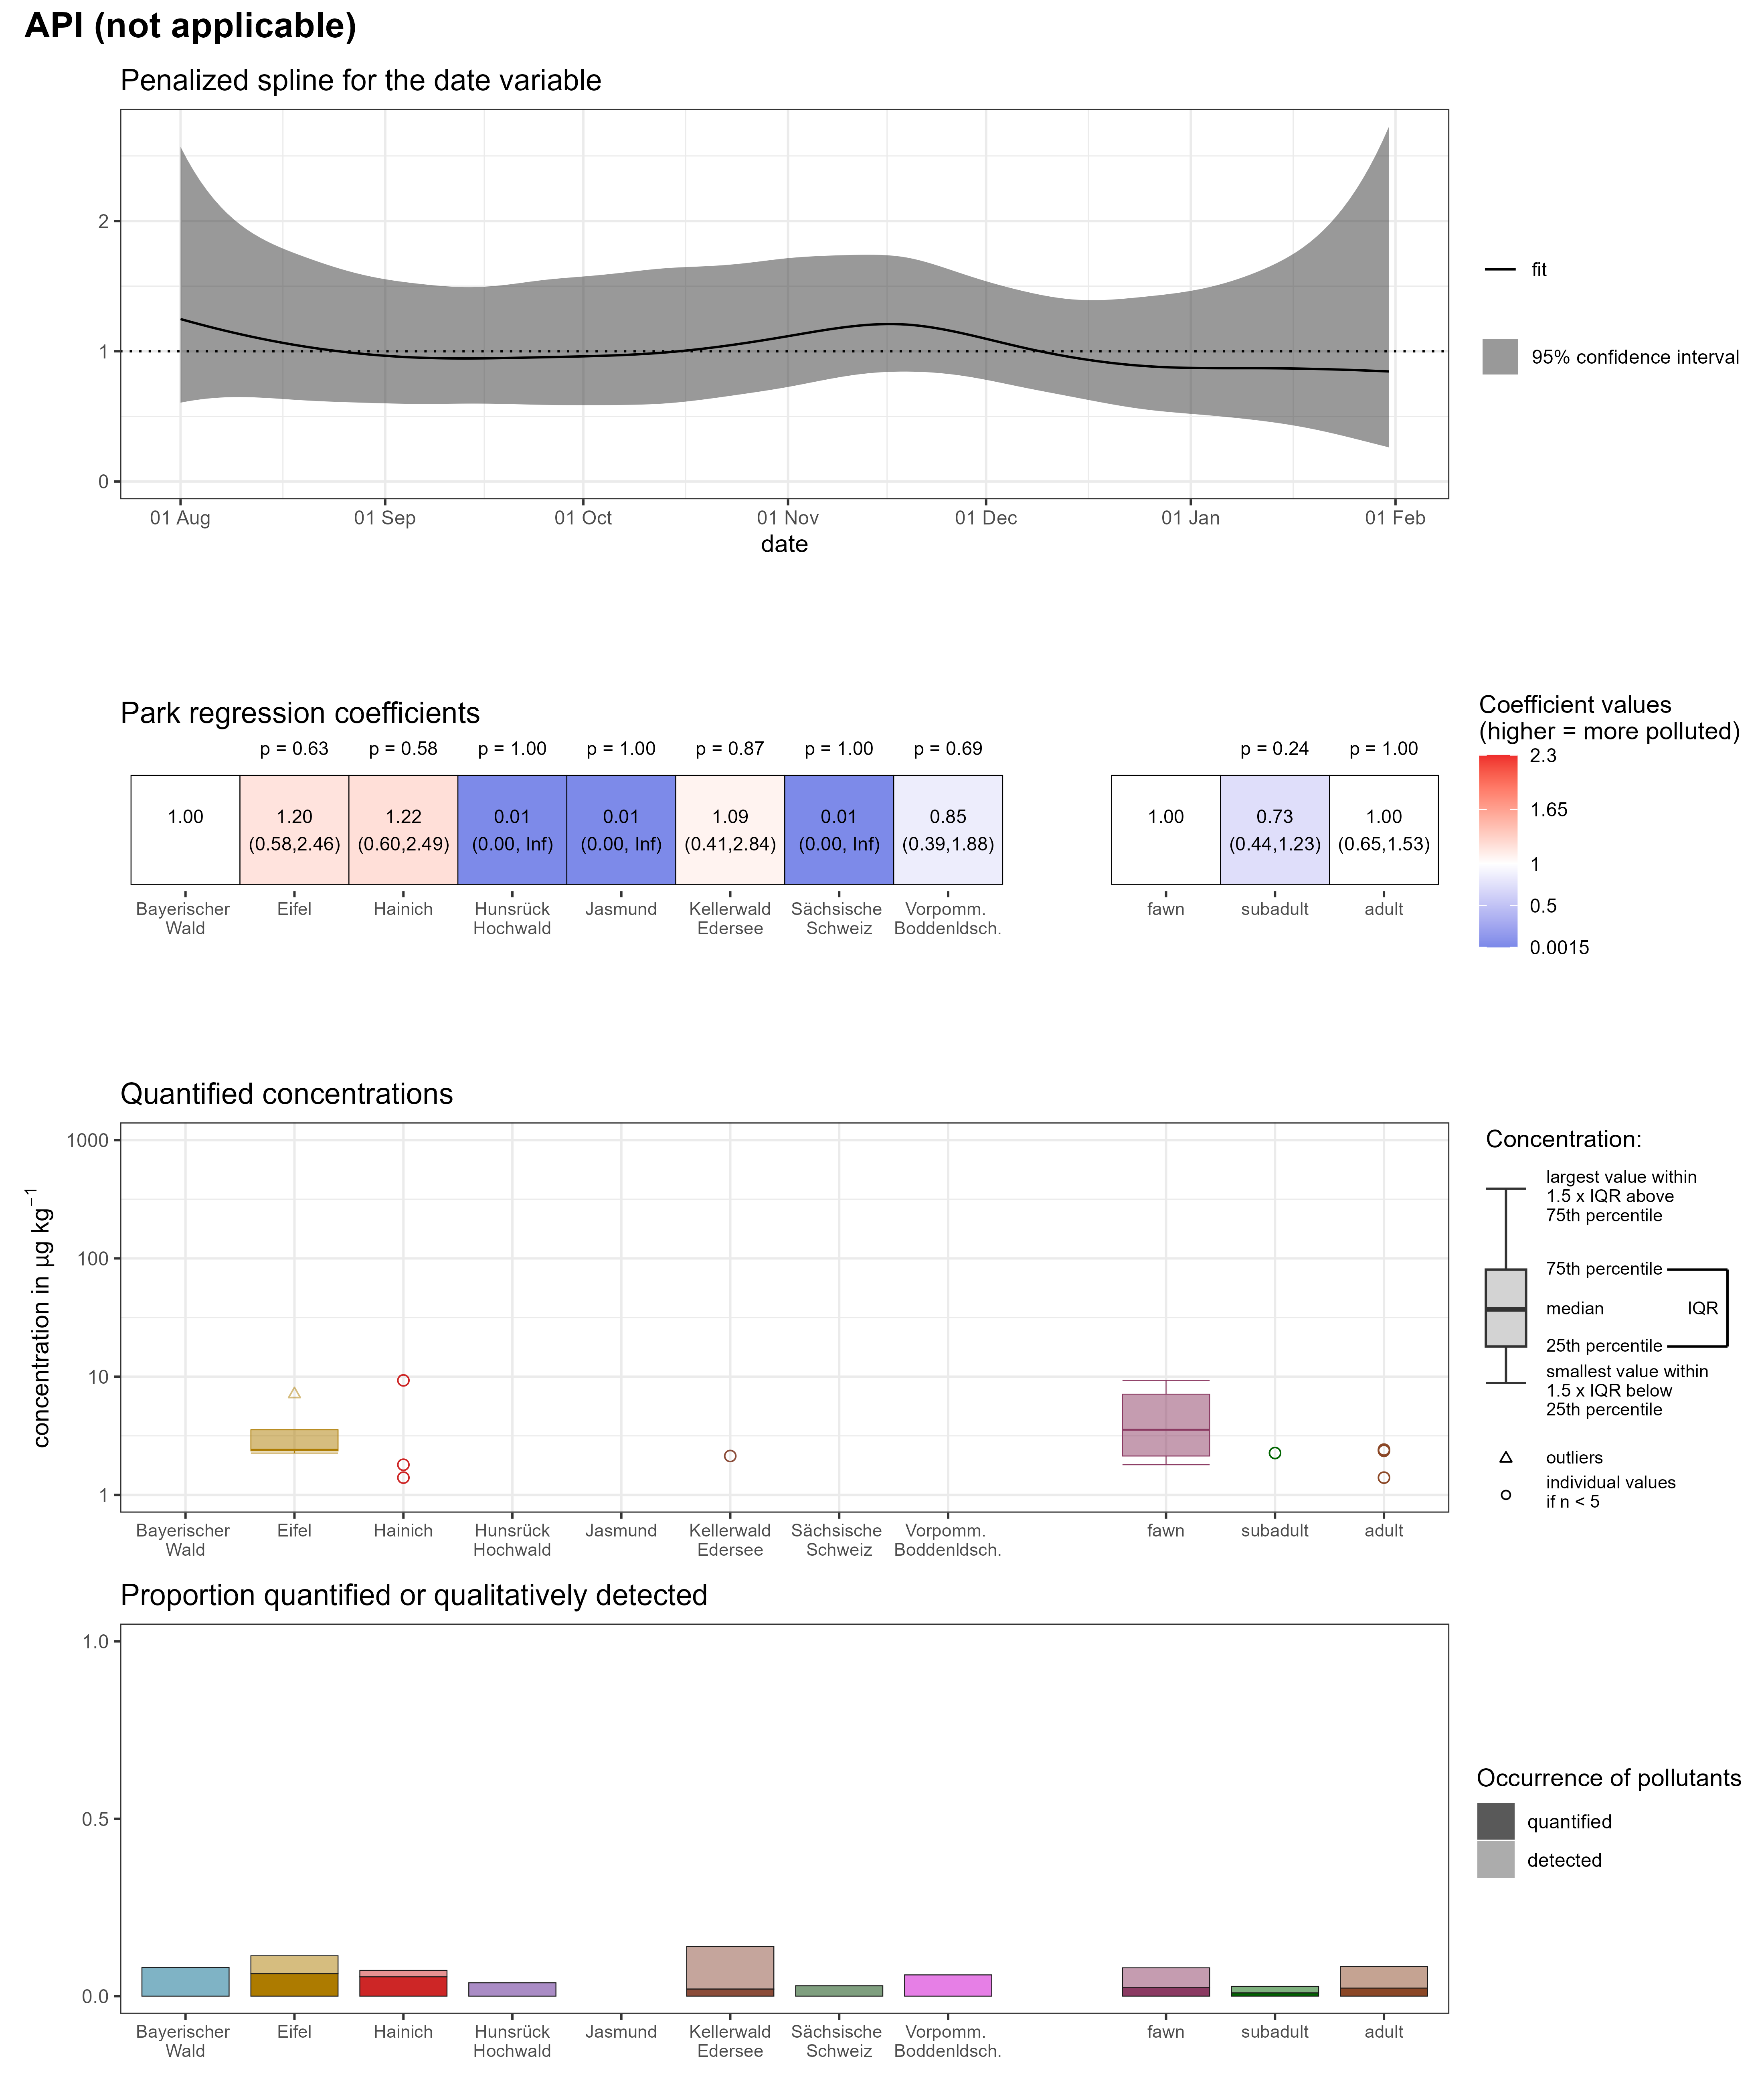 API (not applicable)
Penalized spline for the date variable
2
1
0
01 Aug 01 Sep 01 Oct 01 Nov 01 Dec 01 Jan 01 Feb
date
fit
95% confidence interval
Park regression coefficients
p = 0.63 p = 0.58 p = 1.00 p = 1.00 p = 0.87 p = 1.00 p = 0.69 p = 0.24 p = 1.00
1.00 1.20 1.22 0.01 0.01 1.09 0.01 0.85 1.00 0.73 1.00
(0.58,2.46) (0.60,2.49) (0.00, Inf) (0.00, Inf) (0.41,2.84) (0.00, Inf) (0.39,1.88) (0.44,1.23) (0.65,1.53)
Bayerischer Eifel Hainich Hunsrück Jasmund Kellerwald Sächsische Vorpomm. fawn subadult adult
Wald Hochwald Edersee Schweiz Boddenldsch.
Coefficient values
(higher = more polluted)
2.3
1.65
1
0.5
0.0015
Quantified concentrations
concentration in µg kg⁻¹
1000
100
10
1
Bayerischer Eifel Hainich Hunsrück Jasmund Kellerwald Sächsische Vorpomm. fawn subadult adult
Wald Hochwald Edersee Schweiz Boddenldsch.
Concentration:
largest value within
1.5 x IQR above
75th percentile
75th percentile
median IQR
25th percentile
smallest value within
1.5 x IQR below
25th percentile
outliers
individual values
if n < 5
Proportion quantified or qualitatively detected
1.0
0.5
0.0
Bayerischer Eifel Hainich Hunsrück Jasmund Kellerwald Sächsische Vorpomm. fawn subadult adult
Wald Hochwald Edersee Schweiz Boddenldsch.
Occurrence of pollutants
quantified
detected